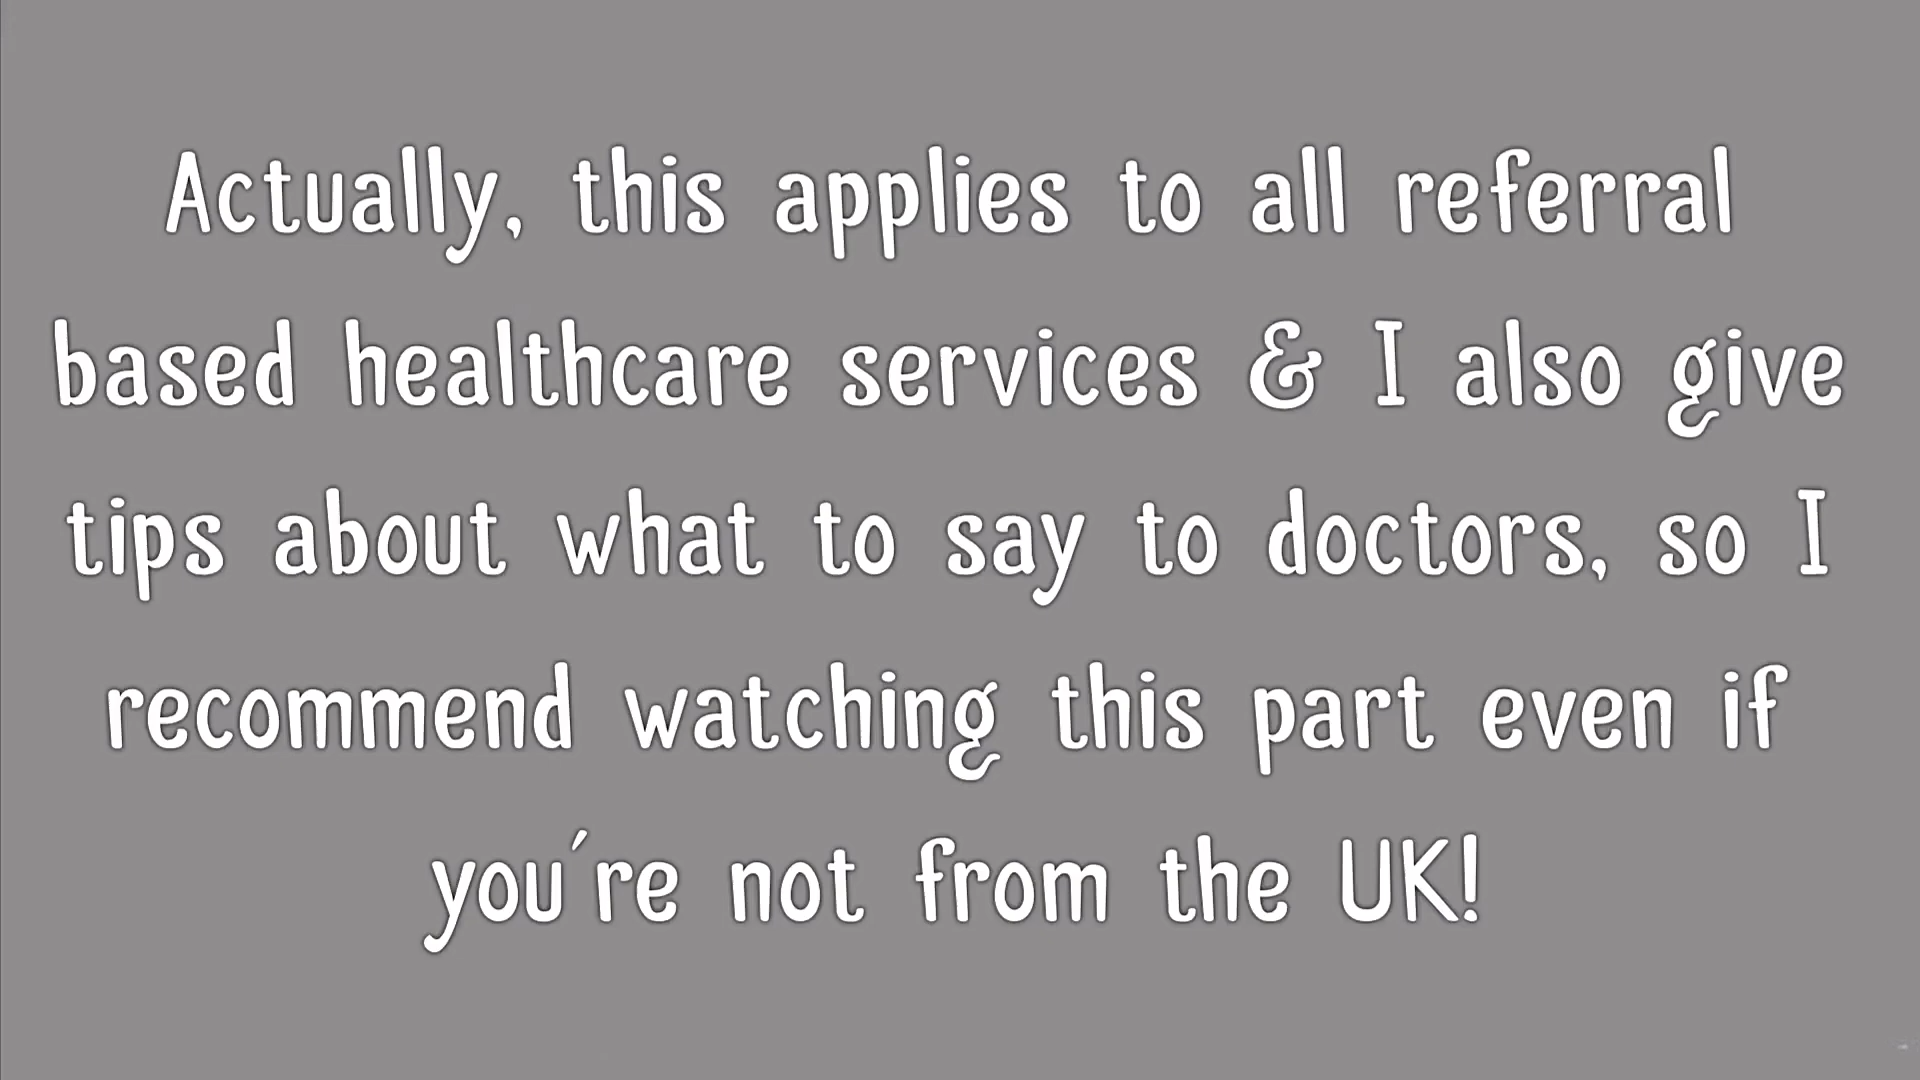 Actually, this applies to all referral
based healthcare services & I also give
tips about what to say to doctors, so I
recommend watching this part even if
you're not from the UK!